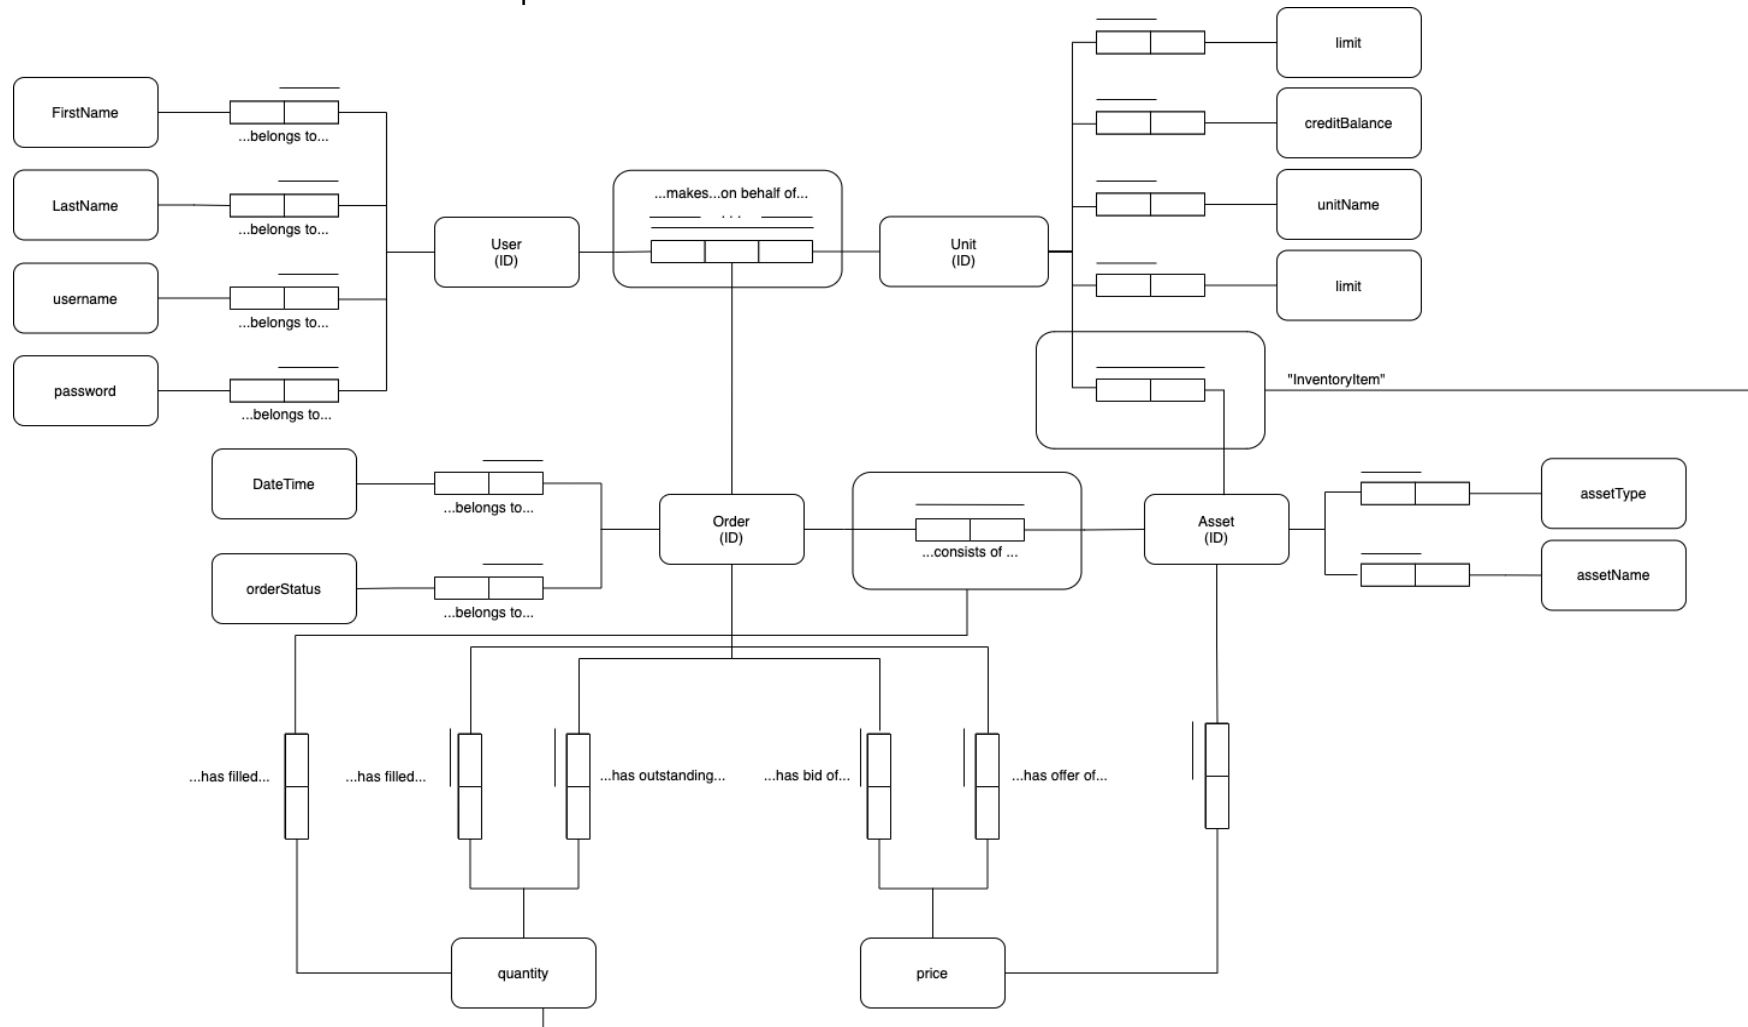 limit
FirstName
creditBalance
...belongs to...
...makes...on behalf of...
LastName
unitName
...
...belongs to...
User
(ID)
Unit
(ID)
username
limit
...belongs to...
"InventoryItem"
password
...belongs to...
DateTime
assetType
...belongs to...
Order
(ID)
Asset
(ID)
...consists of ...
assetName
orderStatus
...belongs to...
...has filled...
...has filled...
...has outstanding...
...has bid of...
...has offer of...
quantity
price